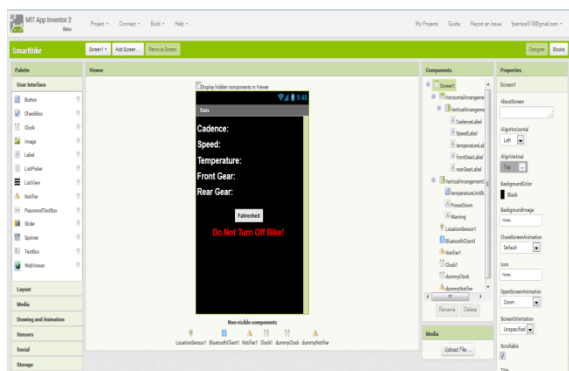 MIT App Inventor 2
Beta
Project Connect Build Help
My Projects Guide Report an Issue
SmartBike
Screen1 Add Screen ... Remove Screen
Designer Blocks
Palette
User Interface
Button
CheckBox
Clock
Image
Label
ListPicker
ListView
Notifier
PasswordTextBox
Slider
Spinner
TextBox
WebViewer
Layout
Media
Drawing and Animation
Sensors
Social
Storage
Viewer
Display hidden components in Viewer
9:48
Stats
Cadence:
Speed:
Temperature:
Front Gear:
Rear Gear:
Fahrenheit
Do Not Turn Off Bike!
Non-visible components
LocationSensor1 BluetoothClient1 Notifier1 Clock1 dummyClock dummyNotifier
Components
Screen1
HorizontalArrangeme
VerticalArrangeme
CadenceLabel
SpeedLabel
temperatureLab
frontGearLabel
rearGearLabel
PowerDown
Warning
LocationSensor1
BluetoothClient1
Notifier1
Clock1
dummyClock
dummyNotifier
Rename Delete
Media
Upload File ...
Properties
Screen1
AboutScreen
AlignHorizontal
Left
AlignVertical
Top
BackgroundColor
Black
BackgroundImage
None...
CloseScreenAnimation
Default
Icon
None...
OpenScreenAnimation
Zoom
ScreenOrientation
Unspecified
Scrollable
Title